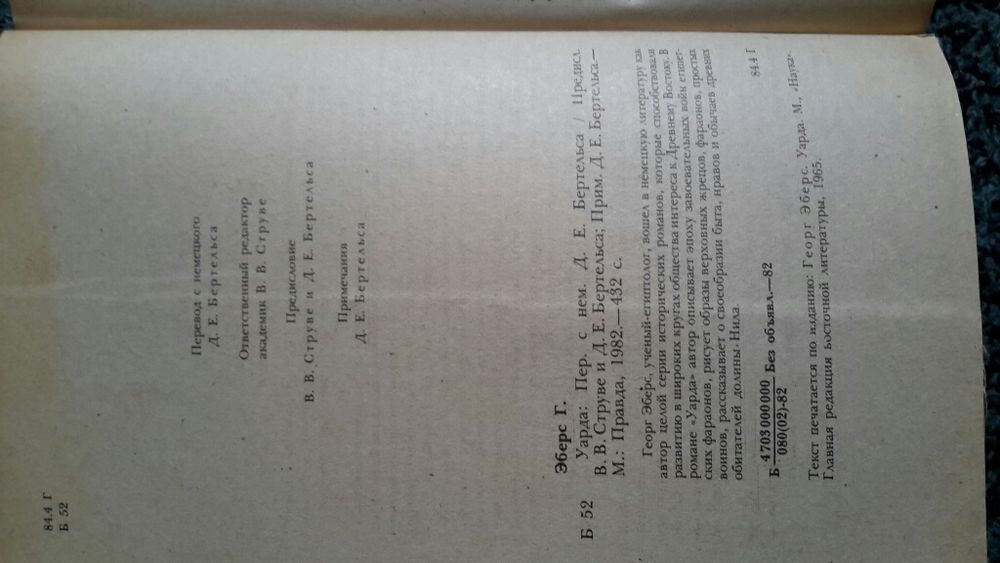 84.4 Г
Б 52
Перевод с немецкого
Д. Е. Бертельса
Ответственный редактор
академик В. В. Струве
Предисловие
В. В. Струве и Д. Е. Бертельса
Примечания
Д. Е. Бертельса
Эберс Г.
Б 52 Уарда: Пер. с нем. Д. Е. Бертельса / Предисл.
В. В. Струве и Д. Е. Бертельса; Прим. Д. Е. Бертельса.—
М.: Правда, 1982.—432 с.
Георг Эберс, ученый-египтолог, вошел в немецкую литературу как
автор целой серии исторических романов, которые способствовали
развитию в широких кругах общества интереса к Древнему Востоку. В
романе «Уарда» автор описывает эпоху завоевательных войн египет-
ских фараонов, рисует образы верховных жрецов, фараонов, простых
воинов, рассказывает о своеобразии быта, нравов и обычаев древних
обитателей долины Нила.
84.4 Г
Б 4703000000 Без объявл.—82
080(02)-82
Текст печатается по изданию: Георг Эберс. Уарда. М., «Наука».
Главная редакция восточной литературы, 1965.